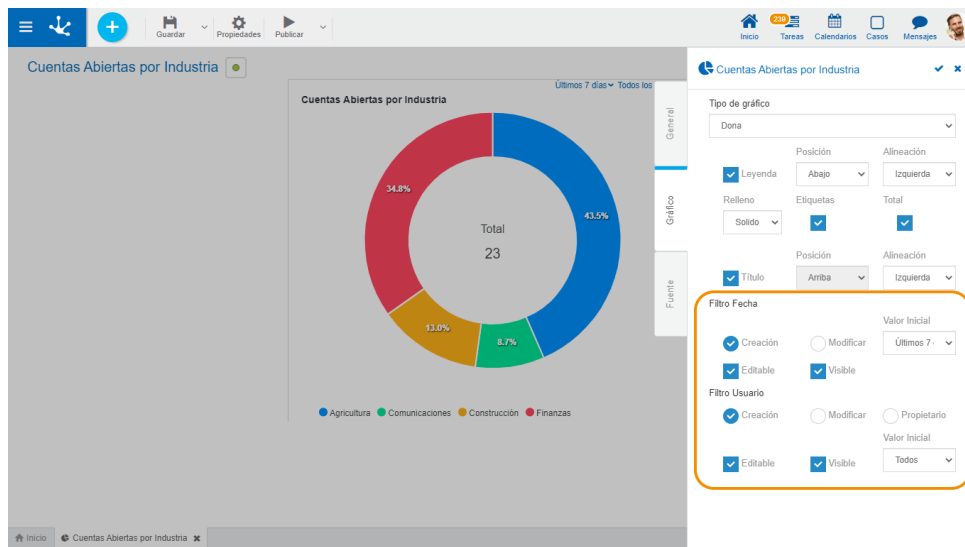 Guardar
Propiedades
Publicar
Inicio
239
Tareas
Calendarios
Casos
Mensajes
Cuentas Abiertas por Industria
Últimos 7 días Todos los
Cuentas Abiertas por Industria
34.8%
43.5%
13.0%
8.7%
Total
23
Agricultura Comunicaciones Construcción Finanzas
General
Gráfico
Fuente
Cuentas Abiertas por Industria
Tipo de gráfico
Dona
Posición Alineación
Leyenda Abajo Izquierda
Relleno Etiquetas Total
Solido
Posición Alineación
Título Arriba Izquierda
Filtro Fecha
Valor Inicial
Creación Modificar Últimos 7
Editable Visible
Filtro Usuario
Creación Modificar Propietario
Valor Inicial
Editable Visible Todos
Inicio Cuentas Abiertas por Industria